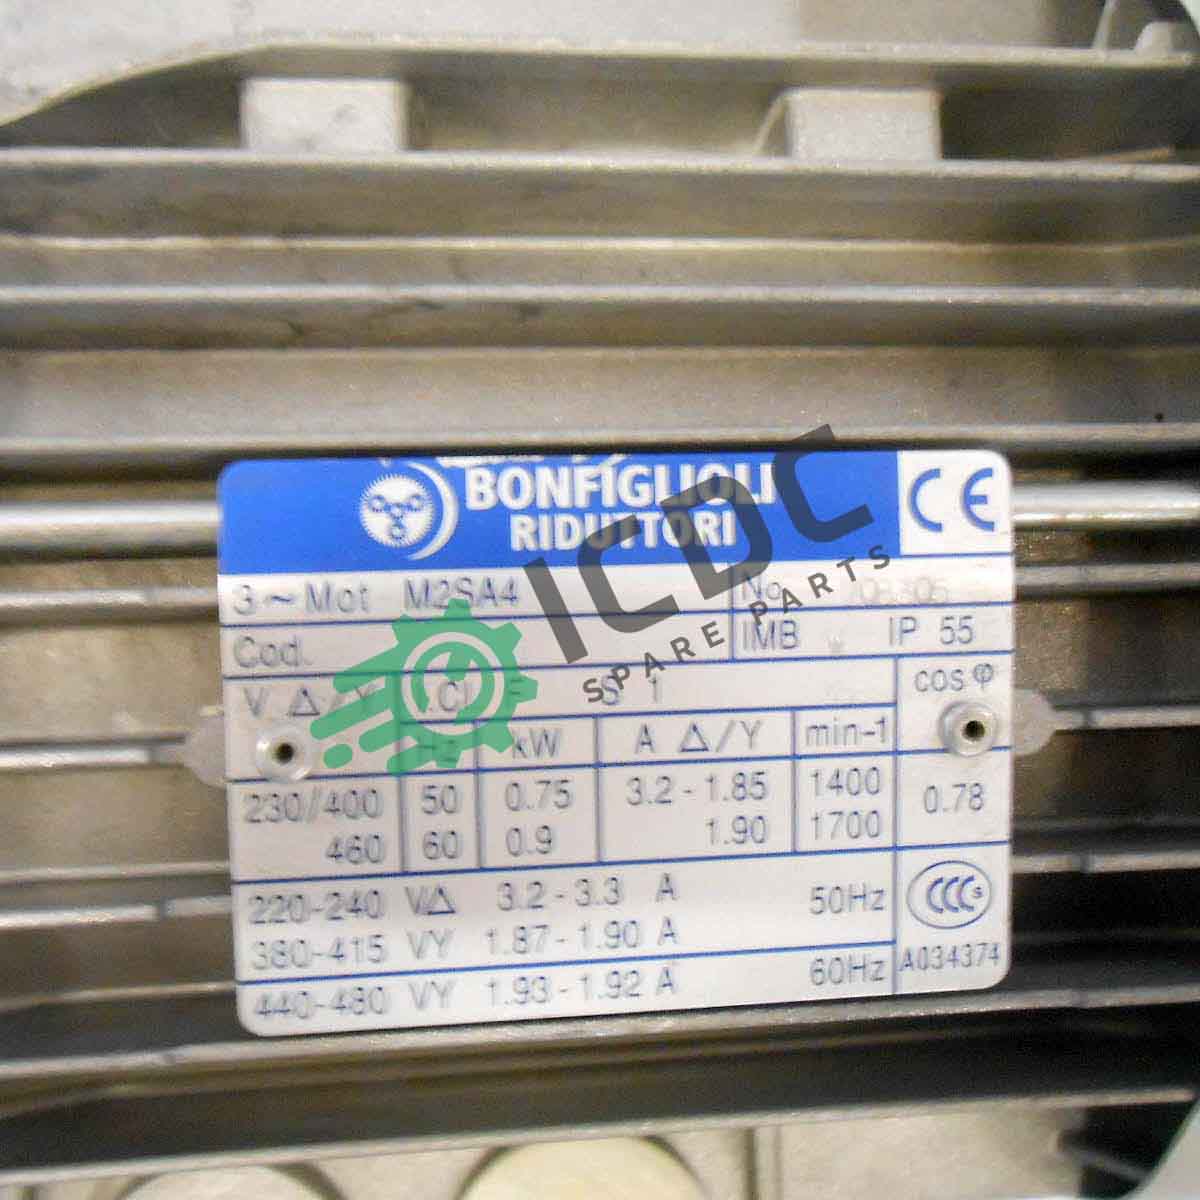 BONFIGLIOLI
RIDUTTORI
CE
3~Mot M2SA4 No
Cod. IMB IP 55
V Δ/Y CL F S 1 cos φ
Hz kW A Δ/Y min-1
230/400 50 0.75 3.2-1.85 1400 0.78
460 60 0.9 1.90 1700
220-240 VΔ 3.2-3.3 A 50Hz CCC S
380-415 VY 1.87-1.90 A
440-480 VY 1.93-1.92 A 60Hz A034374
ICDC
SPARE PARTS